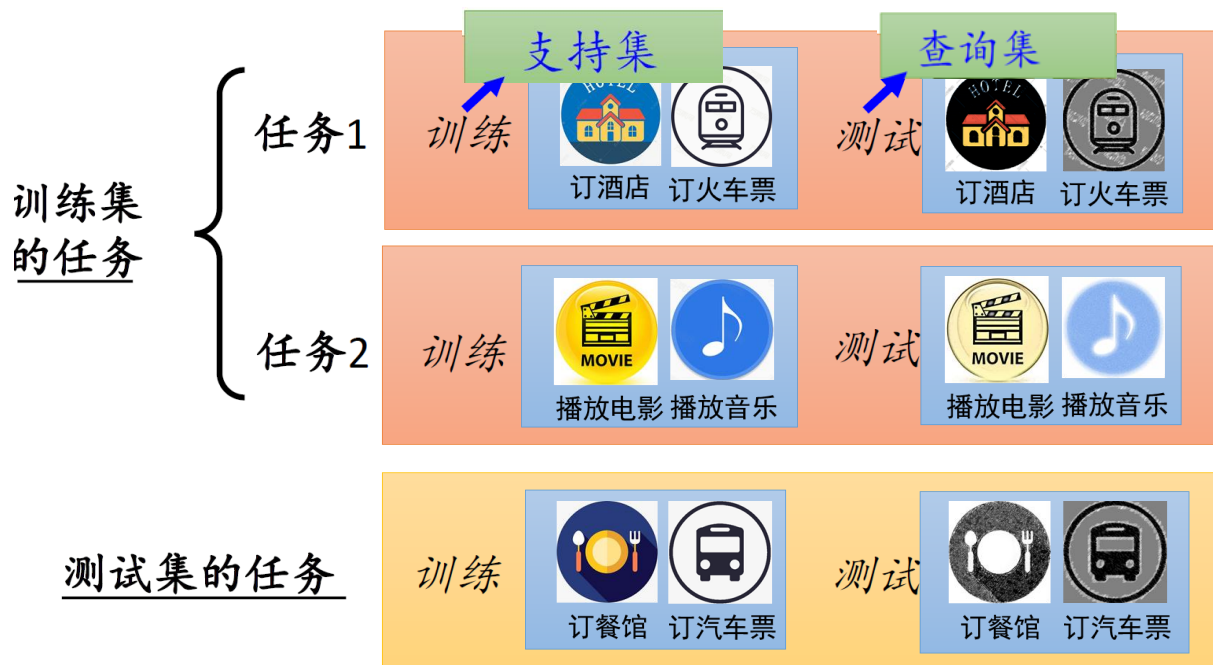 支持集
查询集
HOTEL
HOTEL
任务1
训练
测试
订酒店
订火车票
订酒店
订火车票
训练集
的任务
任务2
训练
测试
MOVIE
MOVIE
播放电影
播放音乐
播放电影
播放音乐
测试集的任务
训练
测试
订餐馆
订汽车票
订餐馆
订汽车票